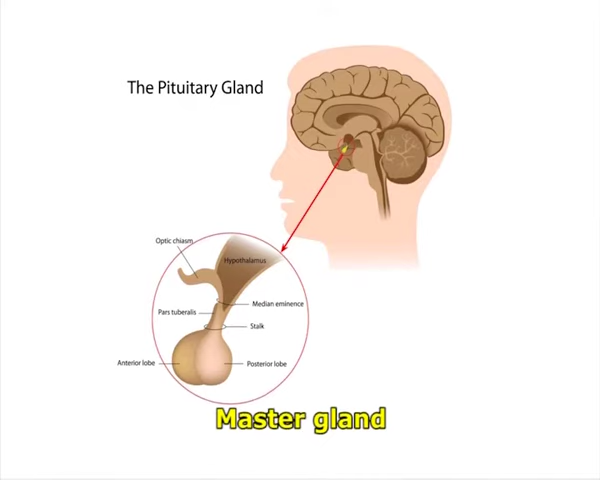 The Pituitary Gland
Optic chiasm
Hypothalamus
Median eminence
Pars tuberalis
Stalk
Anterior lobe
Posterior lobe
Master gland